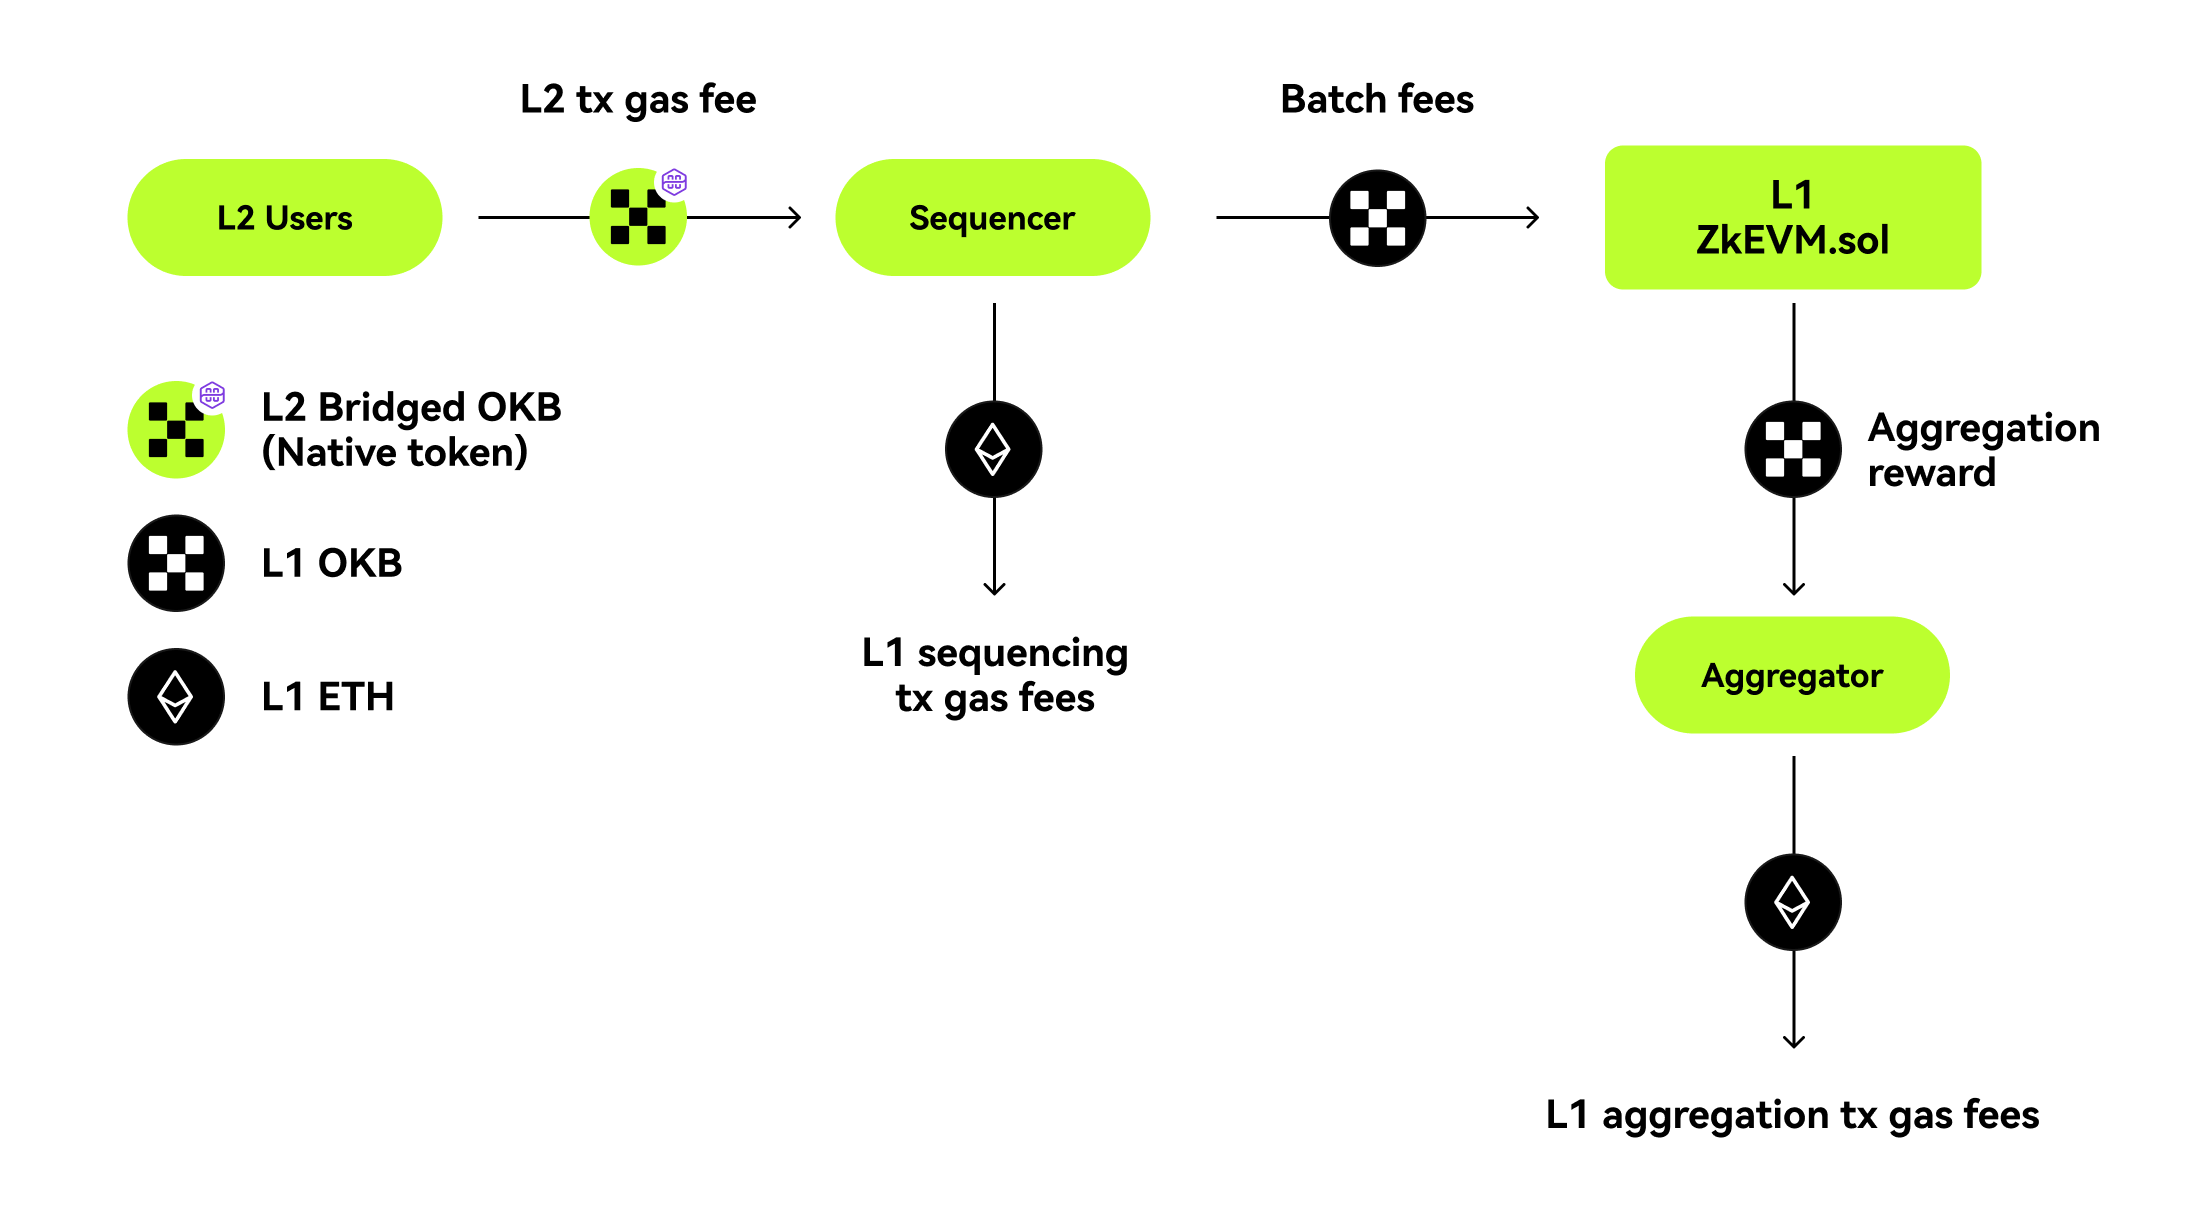 L2 tx gas fee
Batch fees
L2 Users
Sequencer
L1
ZkEVM.sol
L2 Bridged OKB
(Native token)
L1 OKB
L1 ETH
Aggregation
reward
L1 sequencing
tx gas fees
Aggregator
L1 aggregation tx gas fees